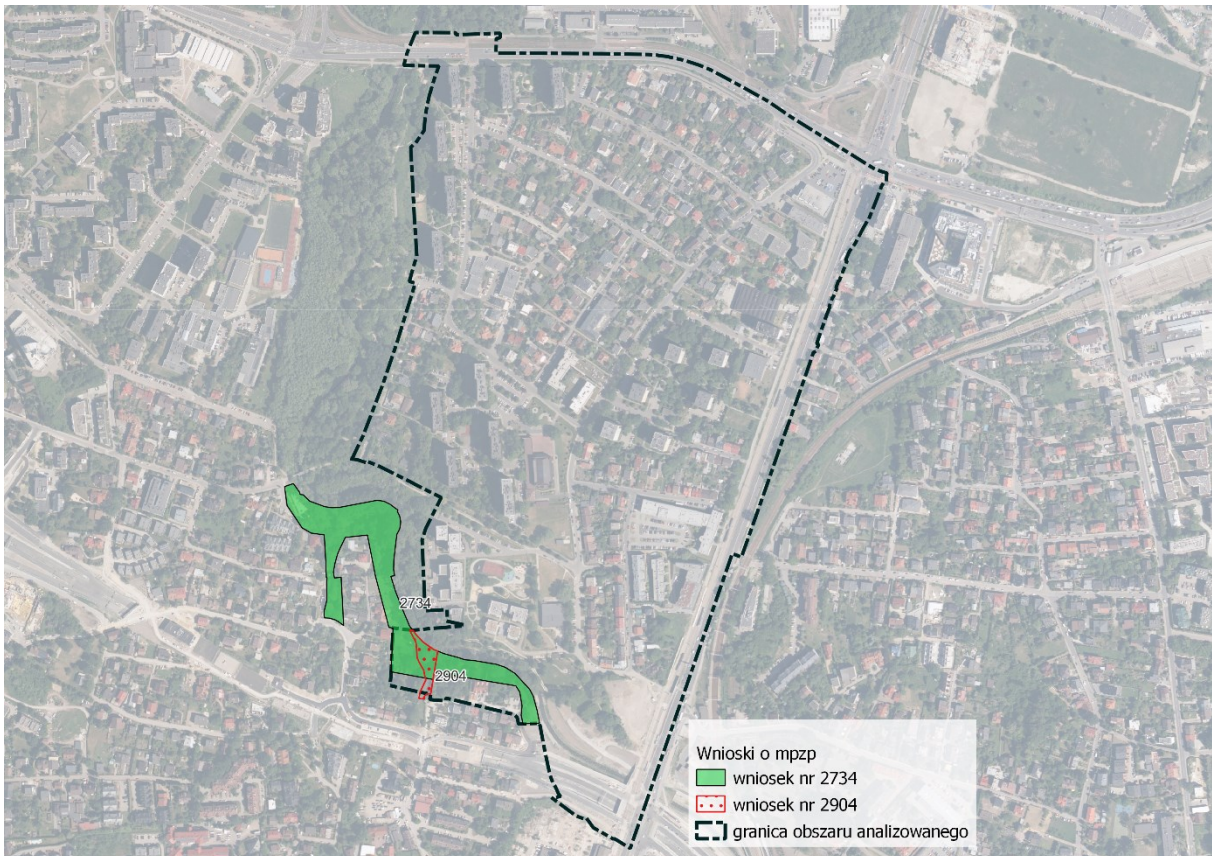 2734
2904
Wnioski o mpzp
wniosek nr 2734
wniosek nr 2904
granica obszaru analizowanego